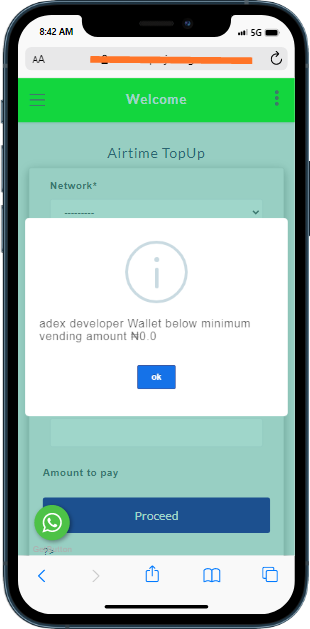 8:42 AM
5G
AA
Welcome
Airtime TopUp
Network*
---------
adex developer Wallet below minimum
vending amount ₦0.0
ok
Amount to pay
Proceed
?>